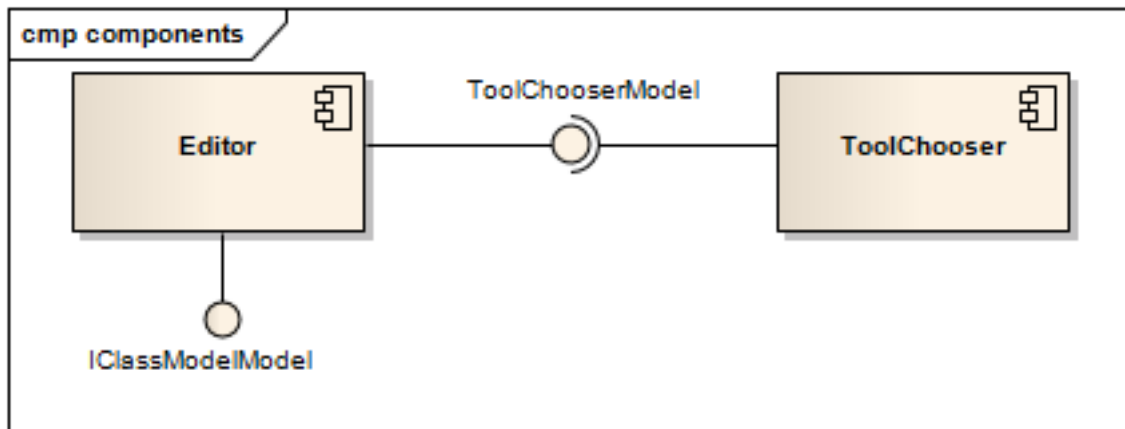 cmp components
ToolChooserModel
Editor
ToolChooser
IClassModelModel